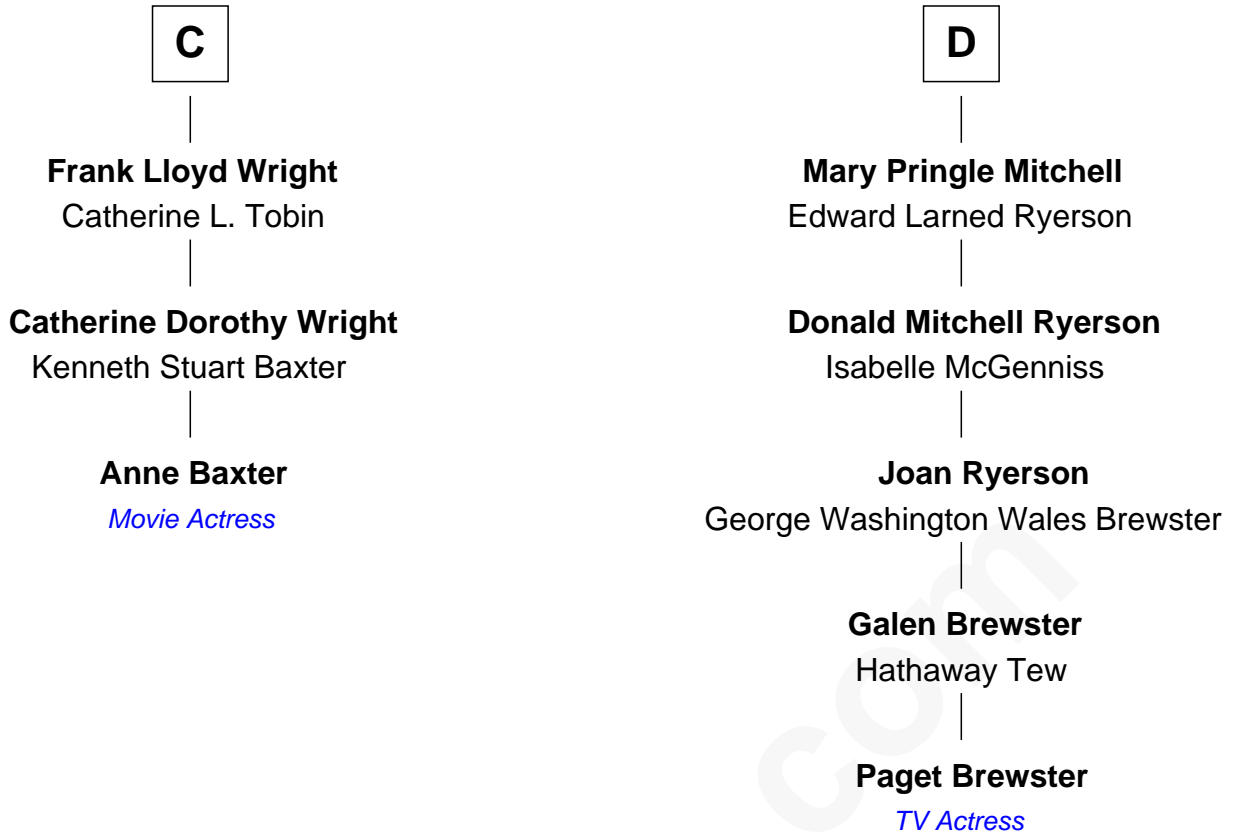 C
Frank Lloyd Wright
Catherine L. Tobin
Catherine Dorothy Wright
Kenneth Stuart Baxter
Anne Baxter
Movie Actress
D
Mary Pringle Mitchell
Edward Larned Ryerson
Donald Mitchell Ryerson
Isabelle McGenniss
Joan Ryerson
George Washington Wales Brewster
Galen Brewster
Hathaway Tew
Paget Brewster
TV Actress
com